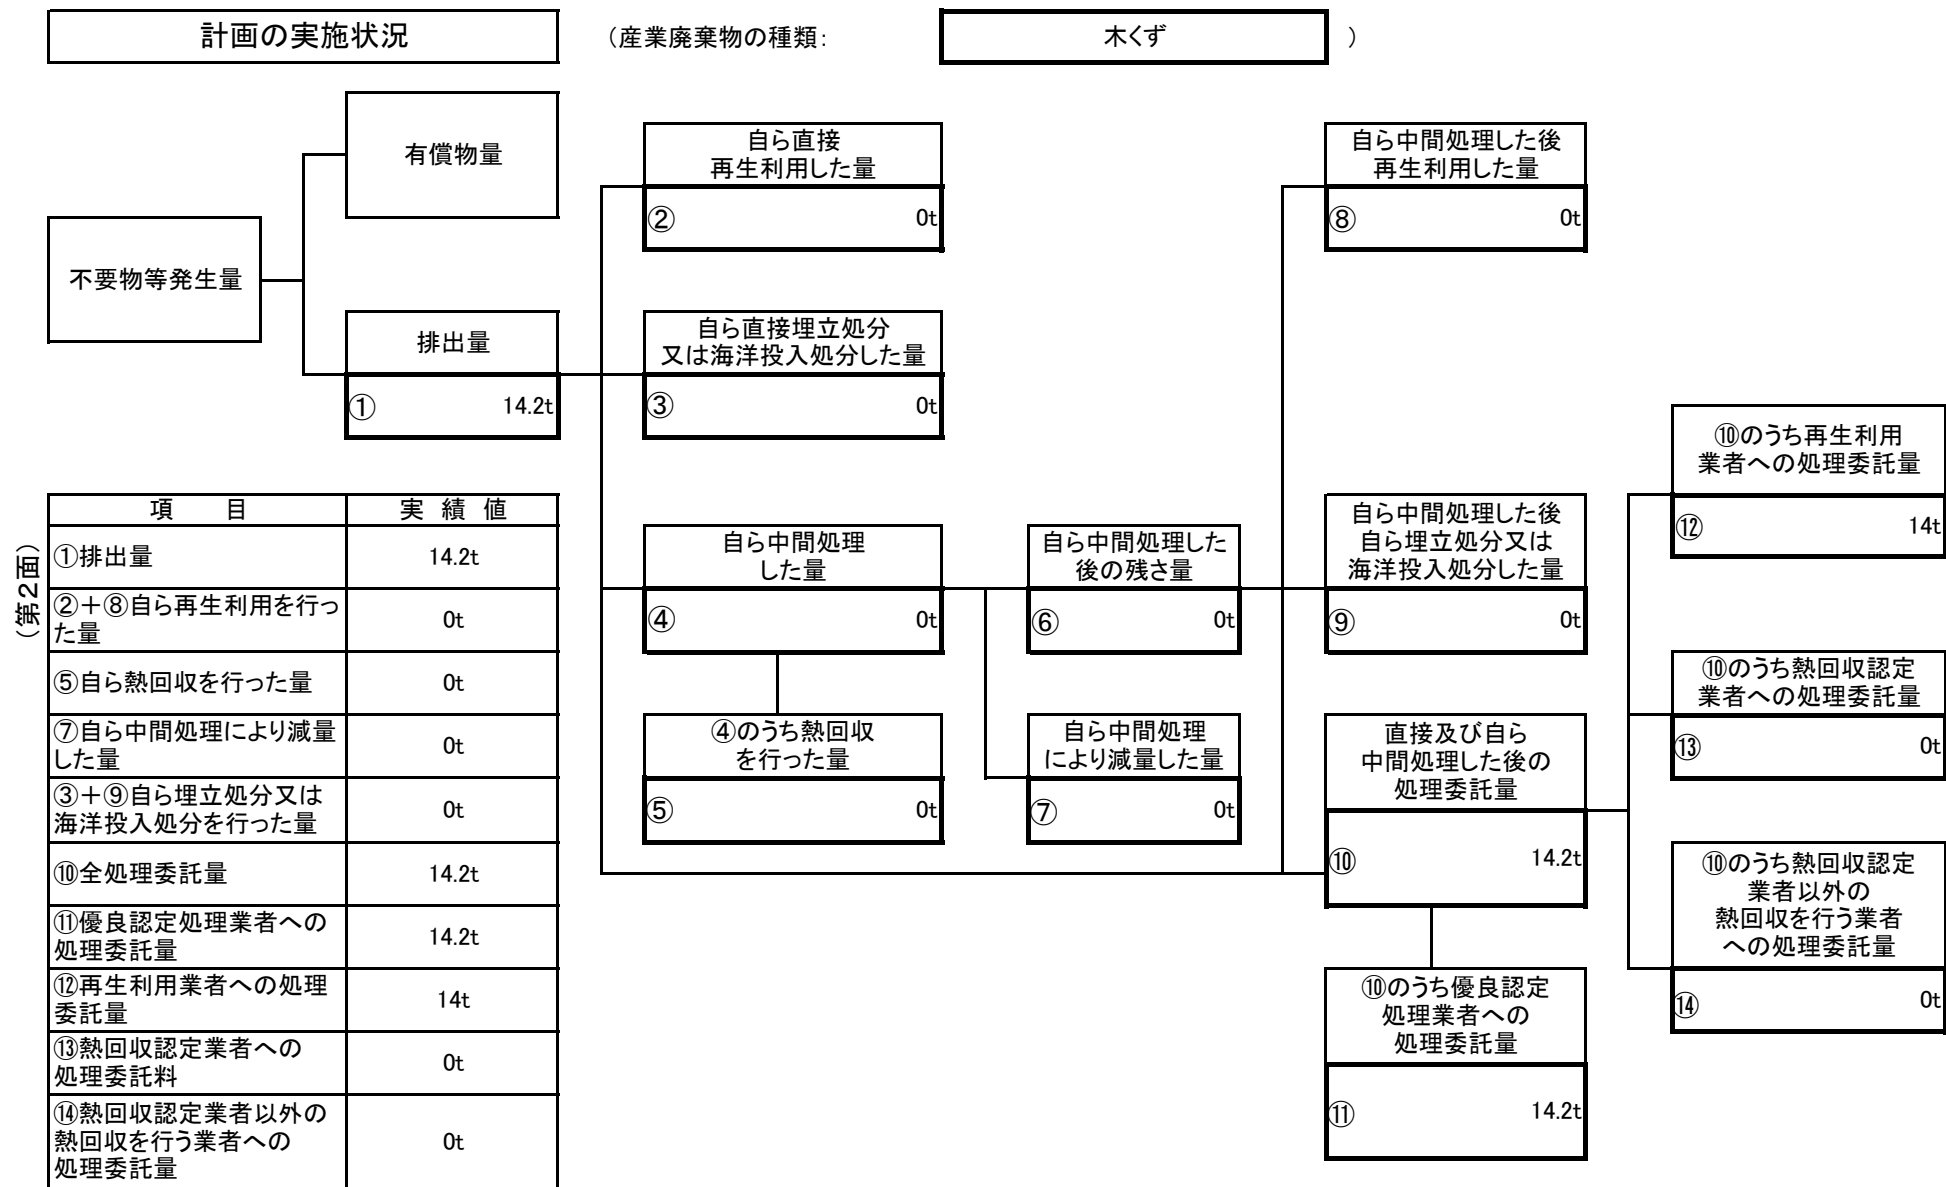 計画の実施状況
（産業廃棄物の種類：
木くず
）
有償物量
不要物等発生量
排出量
① 14.2t
自ら直接
再生利用した量
② 0t
自ら直接埋立処分
又は海洋投入処分した量
③ 0t
自ら中間処理
した量
④ 0t
④のうち熱回収
を行った量
⑤ 0t
自ら中間処理した
後の残さ量
⑥ 0t
自ら中間処理
により減量した量
⑦ 0t
自ら中間処理した後
再生利用した量
⑧ 0t
自ら中間処理した後
自ら埋立処分又は
海洋投入処分した量
⑨ 0t
直接及び自ら
中間処理した後の
処理委託量
⑩ 14.2t
⑩のうち優良認定
処理業者への
処理委託量
⑪ 14.2t
⑩のうち再生利用
業者への処理委託量
⑫ 14t
⑩のうち熱回収認定
業者への処理委託量
⑬ 0t
⑩のうち熱回収認定
業者以外の
熱回収を行う業者
への処理委託量
⑭ 0t
（第２面）
項　目 実 績 値
①排出量 14.2t
②＋⑧自ら再生利用を行っ
た量 0t
⑤自ら熱回収を行った量 0t
⑦自ら中間処理により減量
した量 0t
③＋⑨自ら埋立処分又は
海洋投入処分を行った量 0t
⑩全処理委託量 14.2t
⑪優良認定処理業者への
処理委託量 14.2t
⑫再生利用業者への処理
委託量 14t
⑬熱回収認定業者への
処理委託料 0t
⑭熱回収認定業者以外の
熱回収を行う業者への
処理委託量 0t